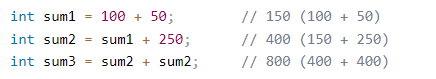 int sum1 = 100 + 50;        // 150 (100 + 50)
int sum2 = sum1 + 250;      // 400 (150 + 250)
int sum3 = sum2 + sum2;     // 800 (400 + 400)